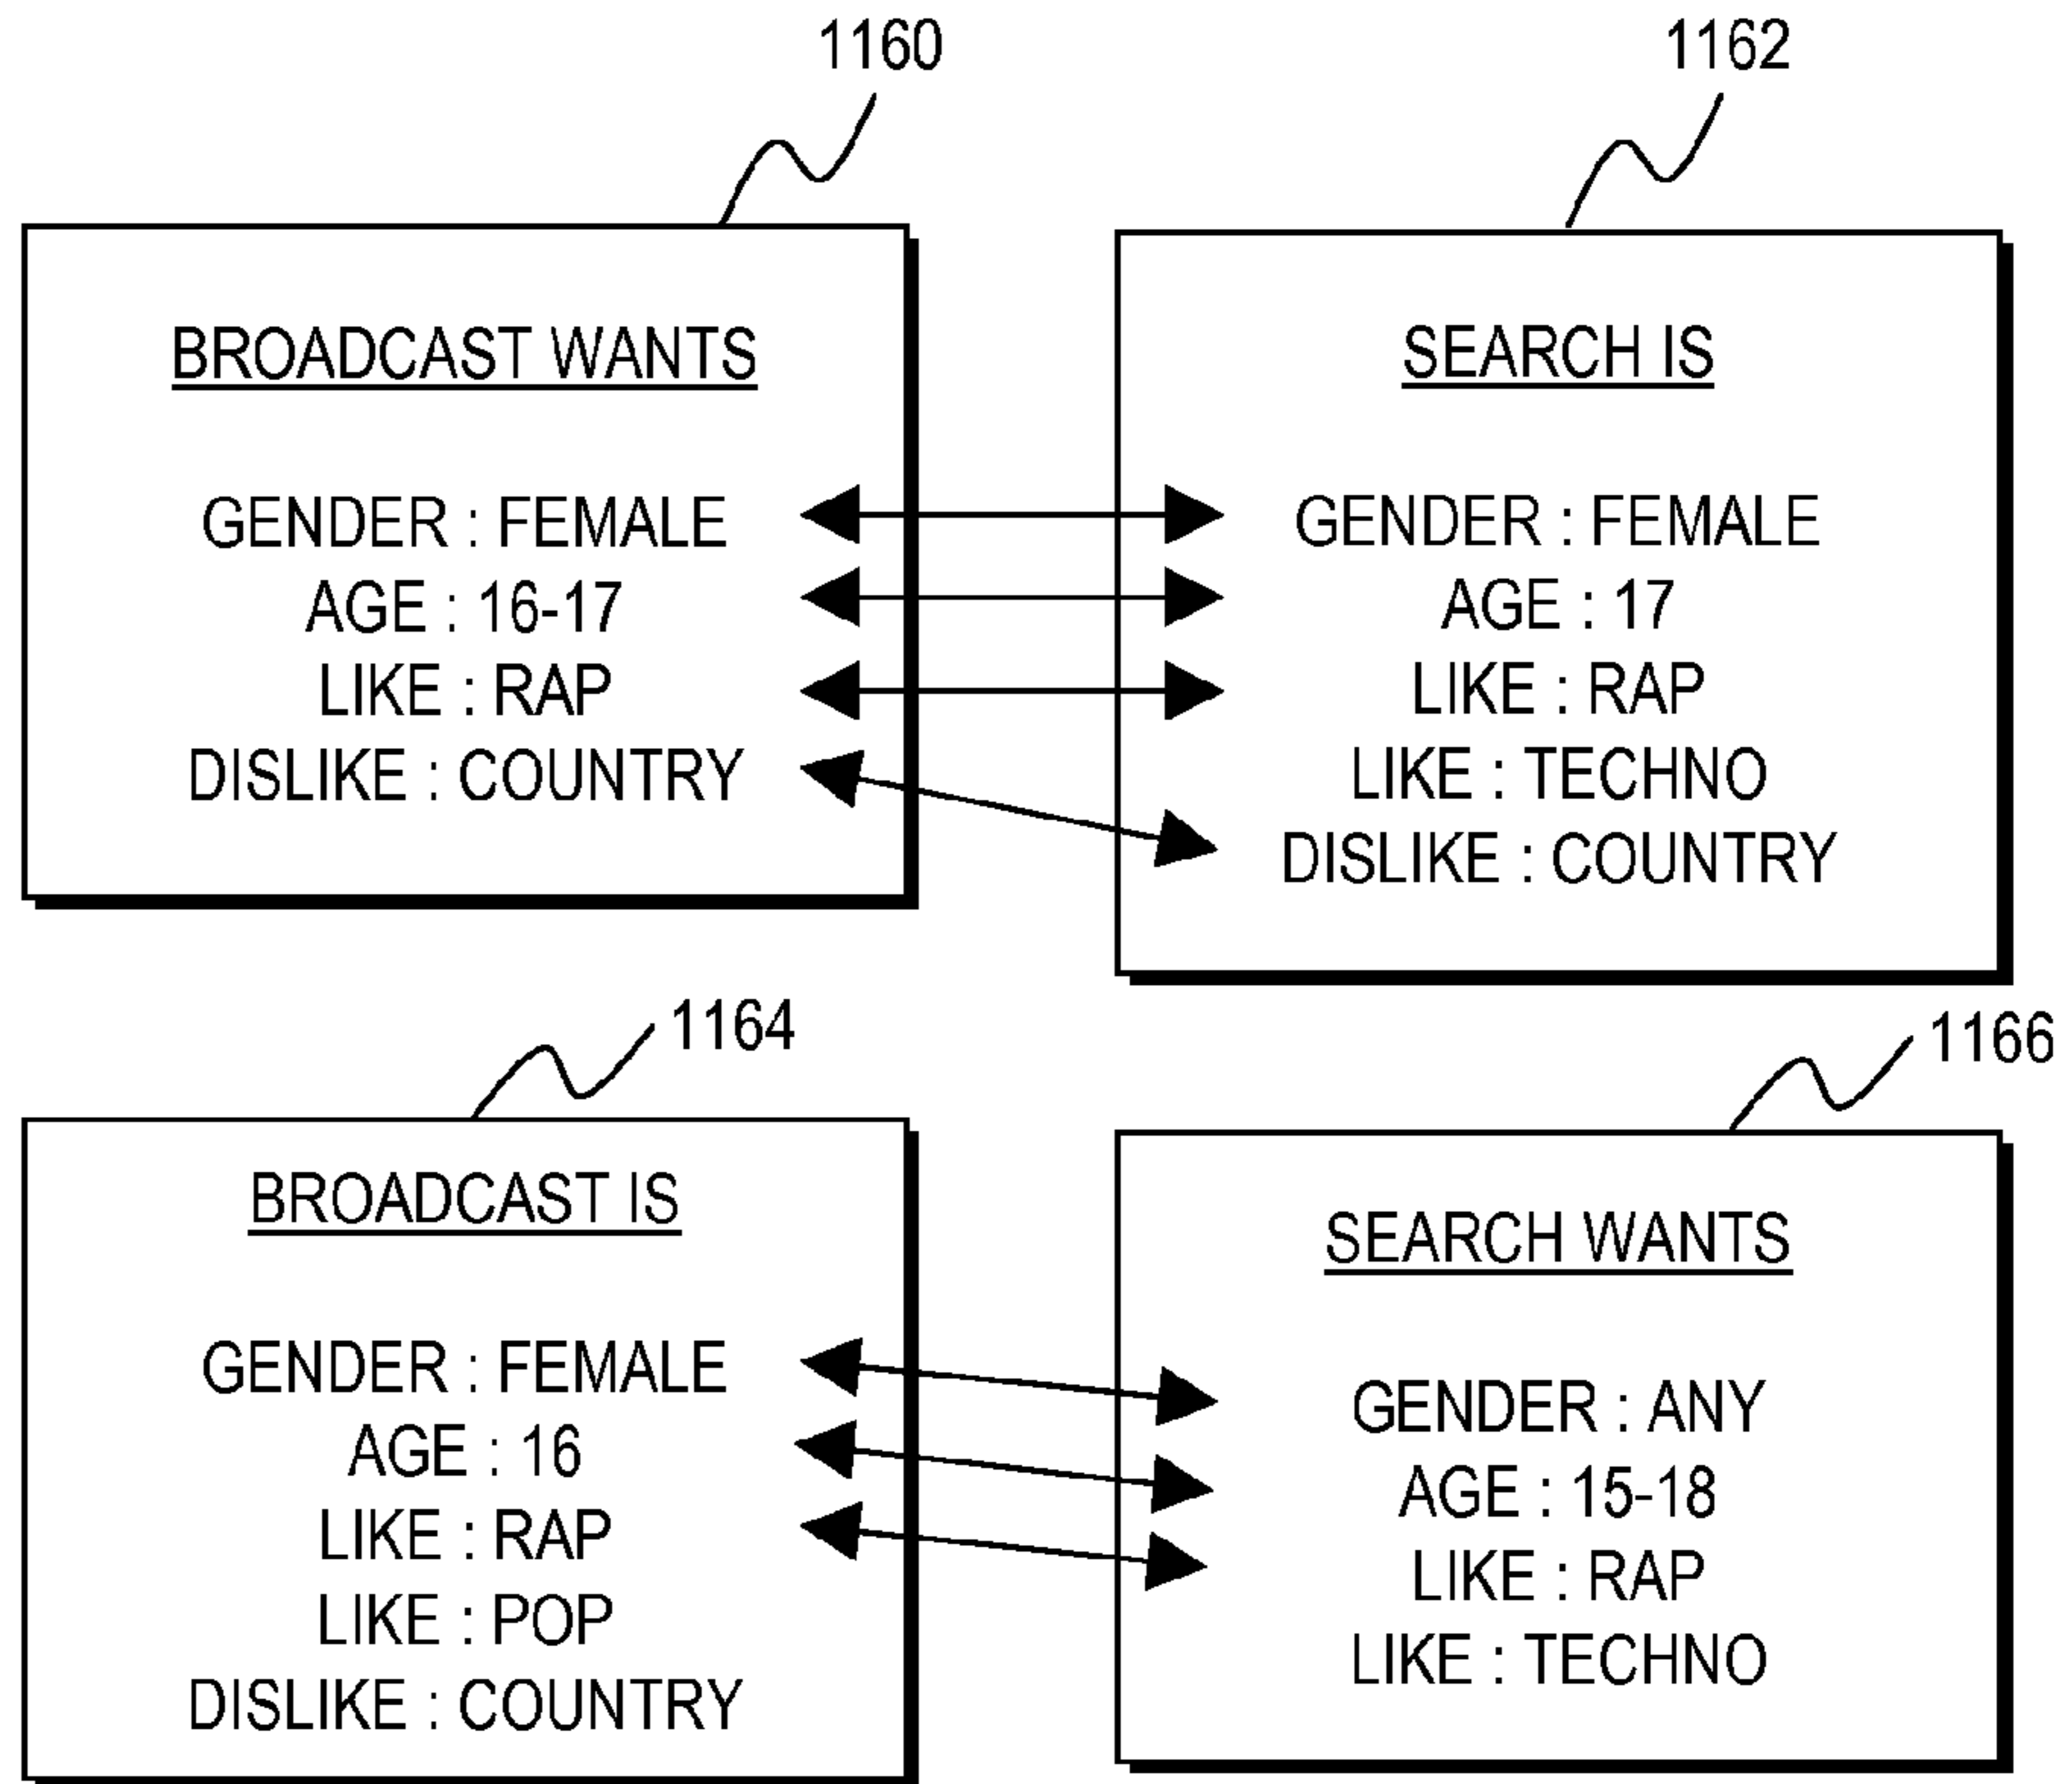 1160
1162
BROADCAST WANTS
GENDER : FEMALE
AGE : 16-17
LIKE : RAP
DISLIKE : COUNTRY
SEARCH IS
GENDER : FEMALE
AGE : 17
LIKE : RAP
LIKE : TECHNO
DISLIKE : COUNTRY
1164
1166
BROADCAST IS
GENDER : FEMALE
AGE : 16
LIKE : RAP
LIKE : POP
DISLIKE : COUNTRY
SEARCH WANTS
GENDER : ANY
AGE : 15-18
LIKE : RAP
LIKE : TECHNO